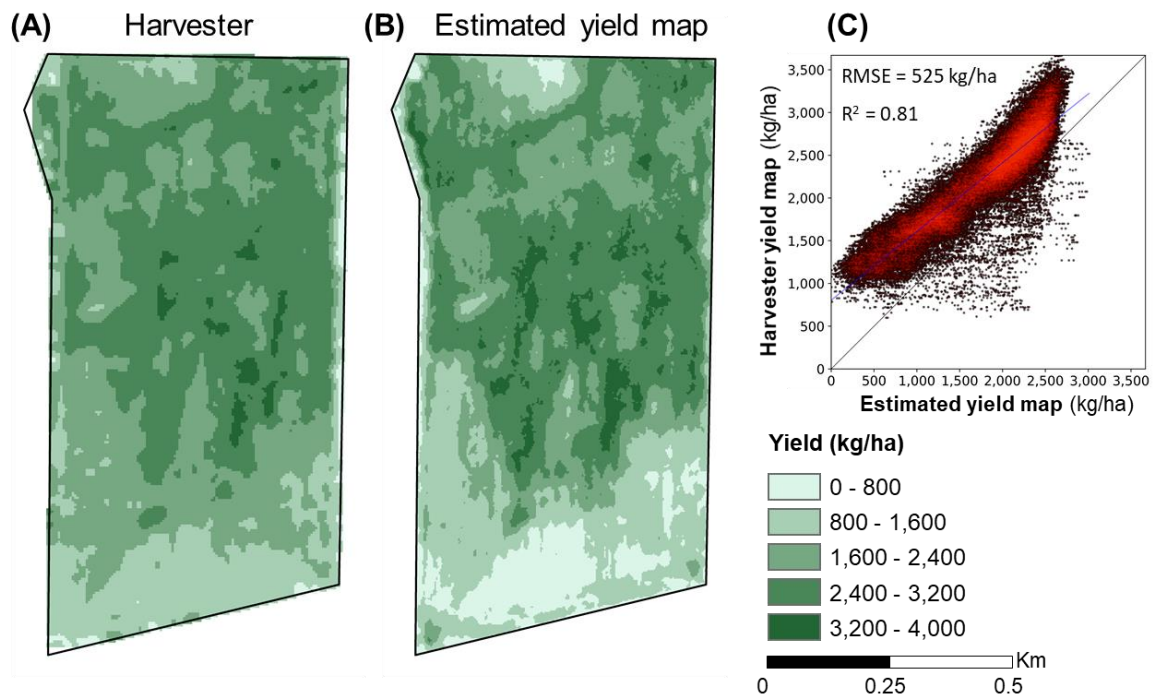 (A) Harvester
(B) Estimated yield map
(C)
RMSE = 525 kg/ha
R² = 0.81
Harvester yield map (kg/ha)
3,500
3,000
2,500
2,000
1,500
1,000
500
0
0 500 1,000 1,500 2,000 2,500 3,000 3,500
Estimated yield map (kg/ha)
Yield (kg/ha)
0 - 800
800 - 1,600
1,600 - 2,400
2,400 - 3,200
3,200 - 4,000
Km
0 0.25 0.5